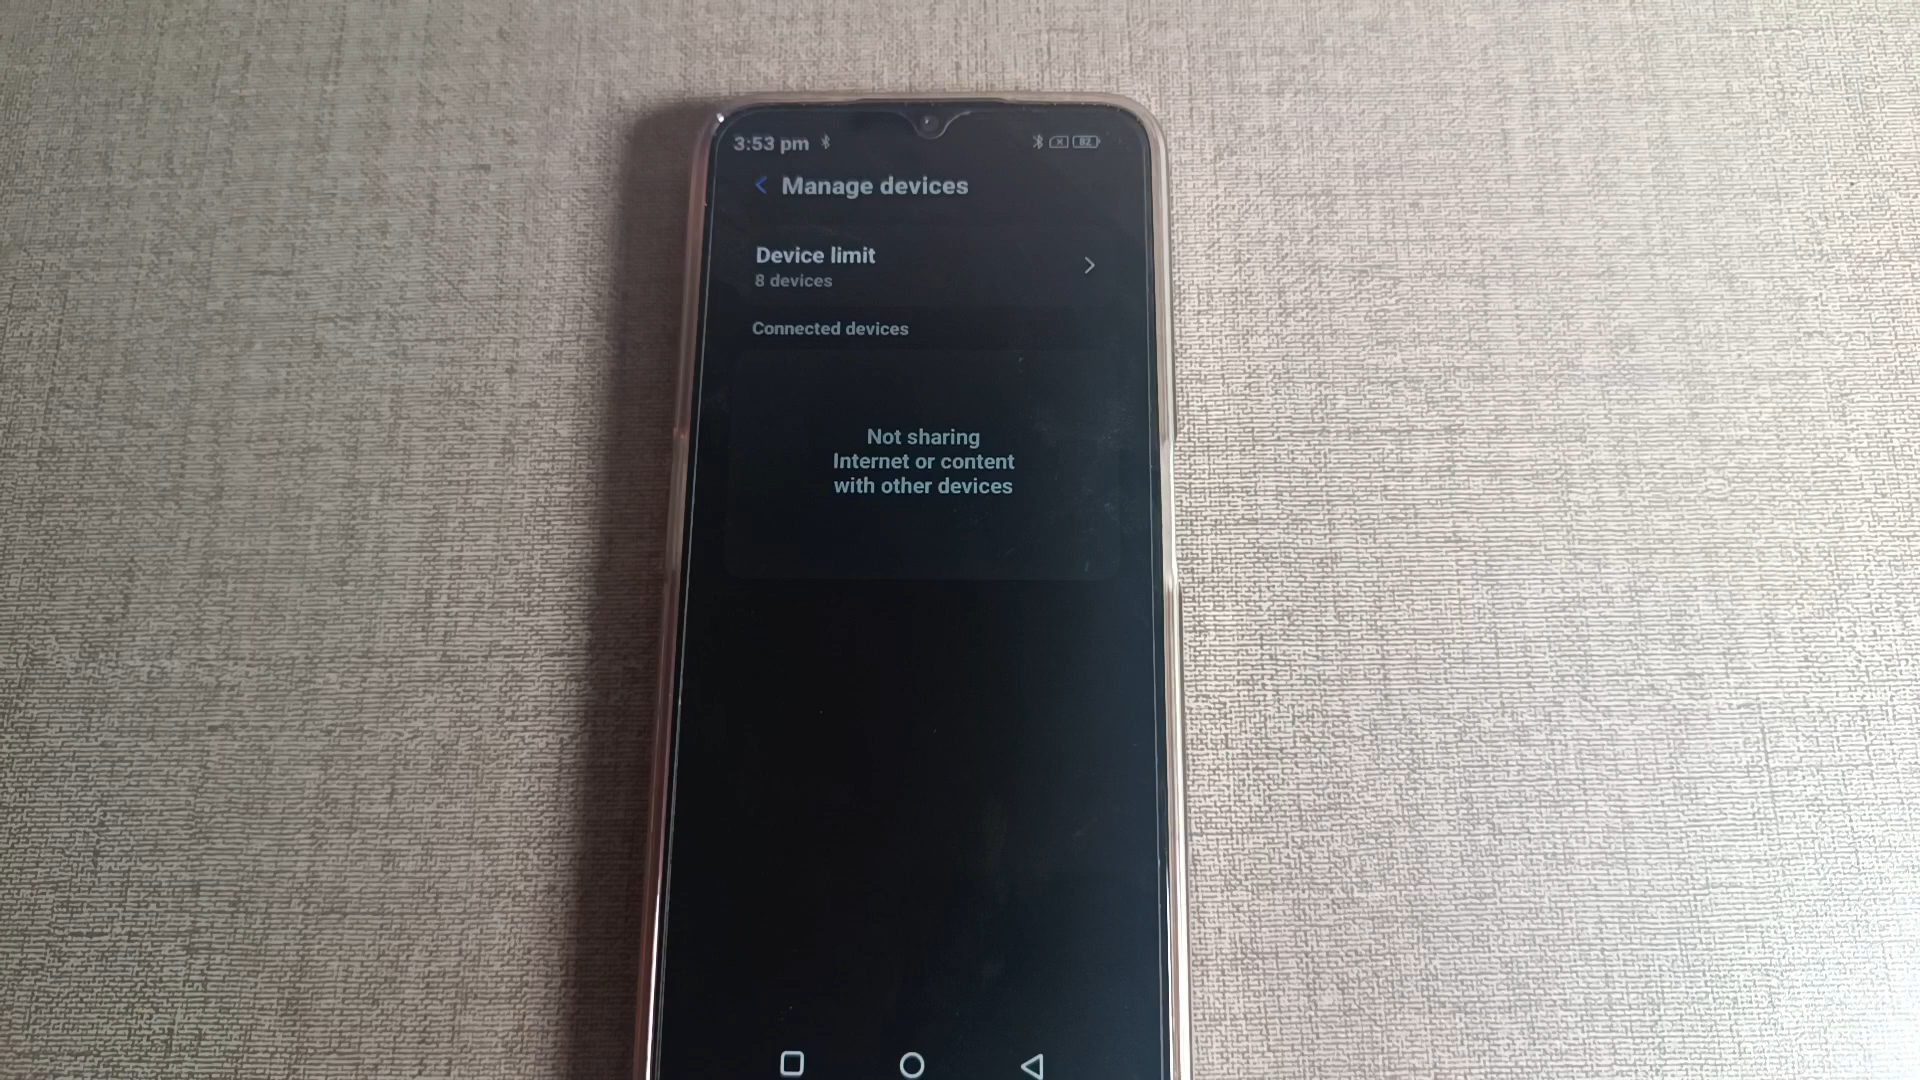 3:53 pm
82
Manage devices
Device limit
8 devices
Connected devices
Not sharing
Internet or content
with other devices